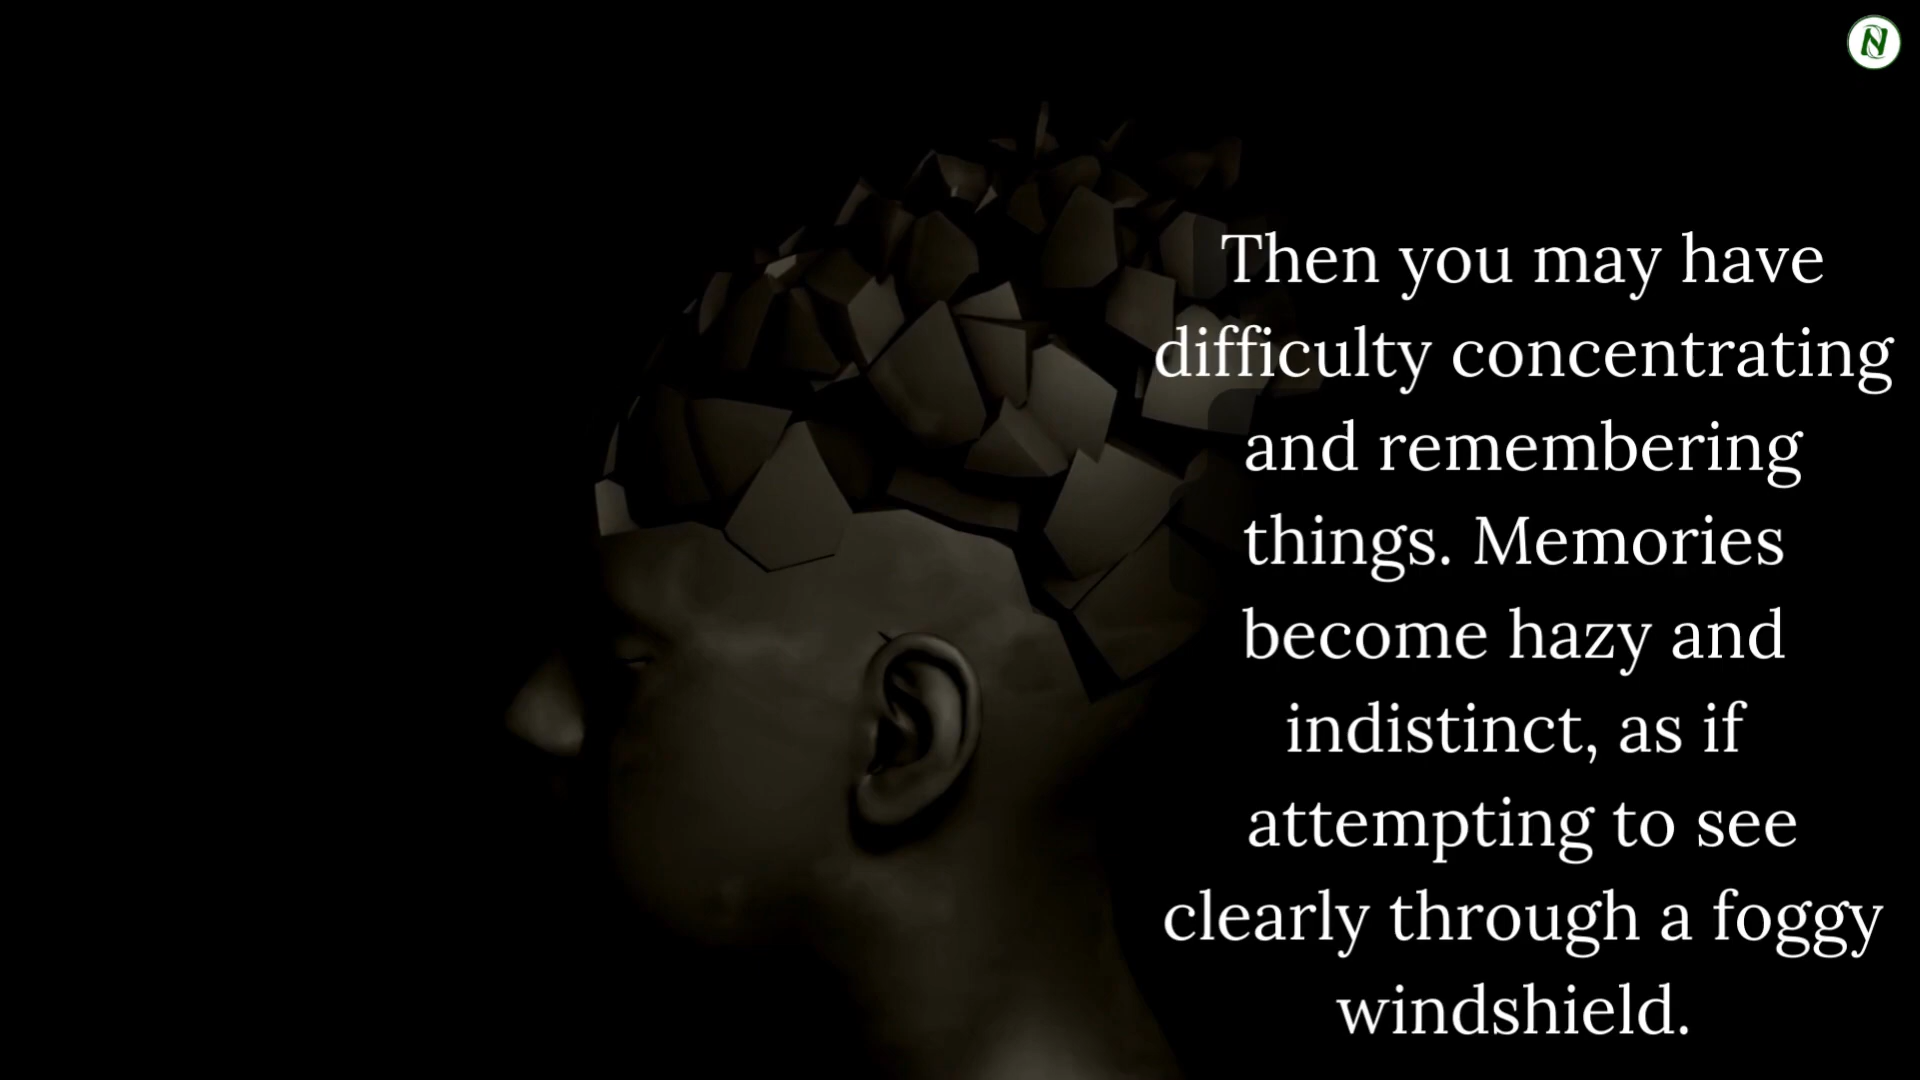 N
Then you may have
difficulty concentrating
and remembering
things. Memories
become hazy and
indistinct, as if
attempting to see
clearly through a foggy
windshield.